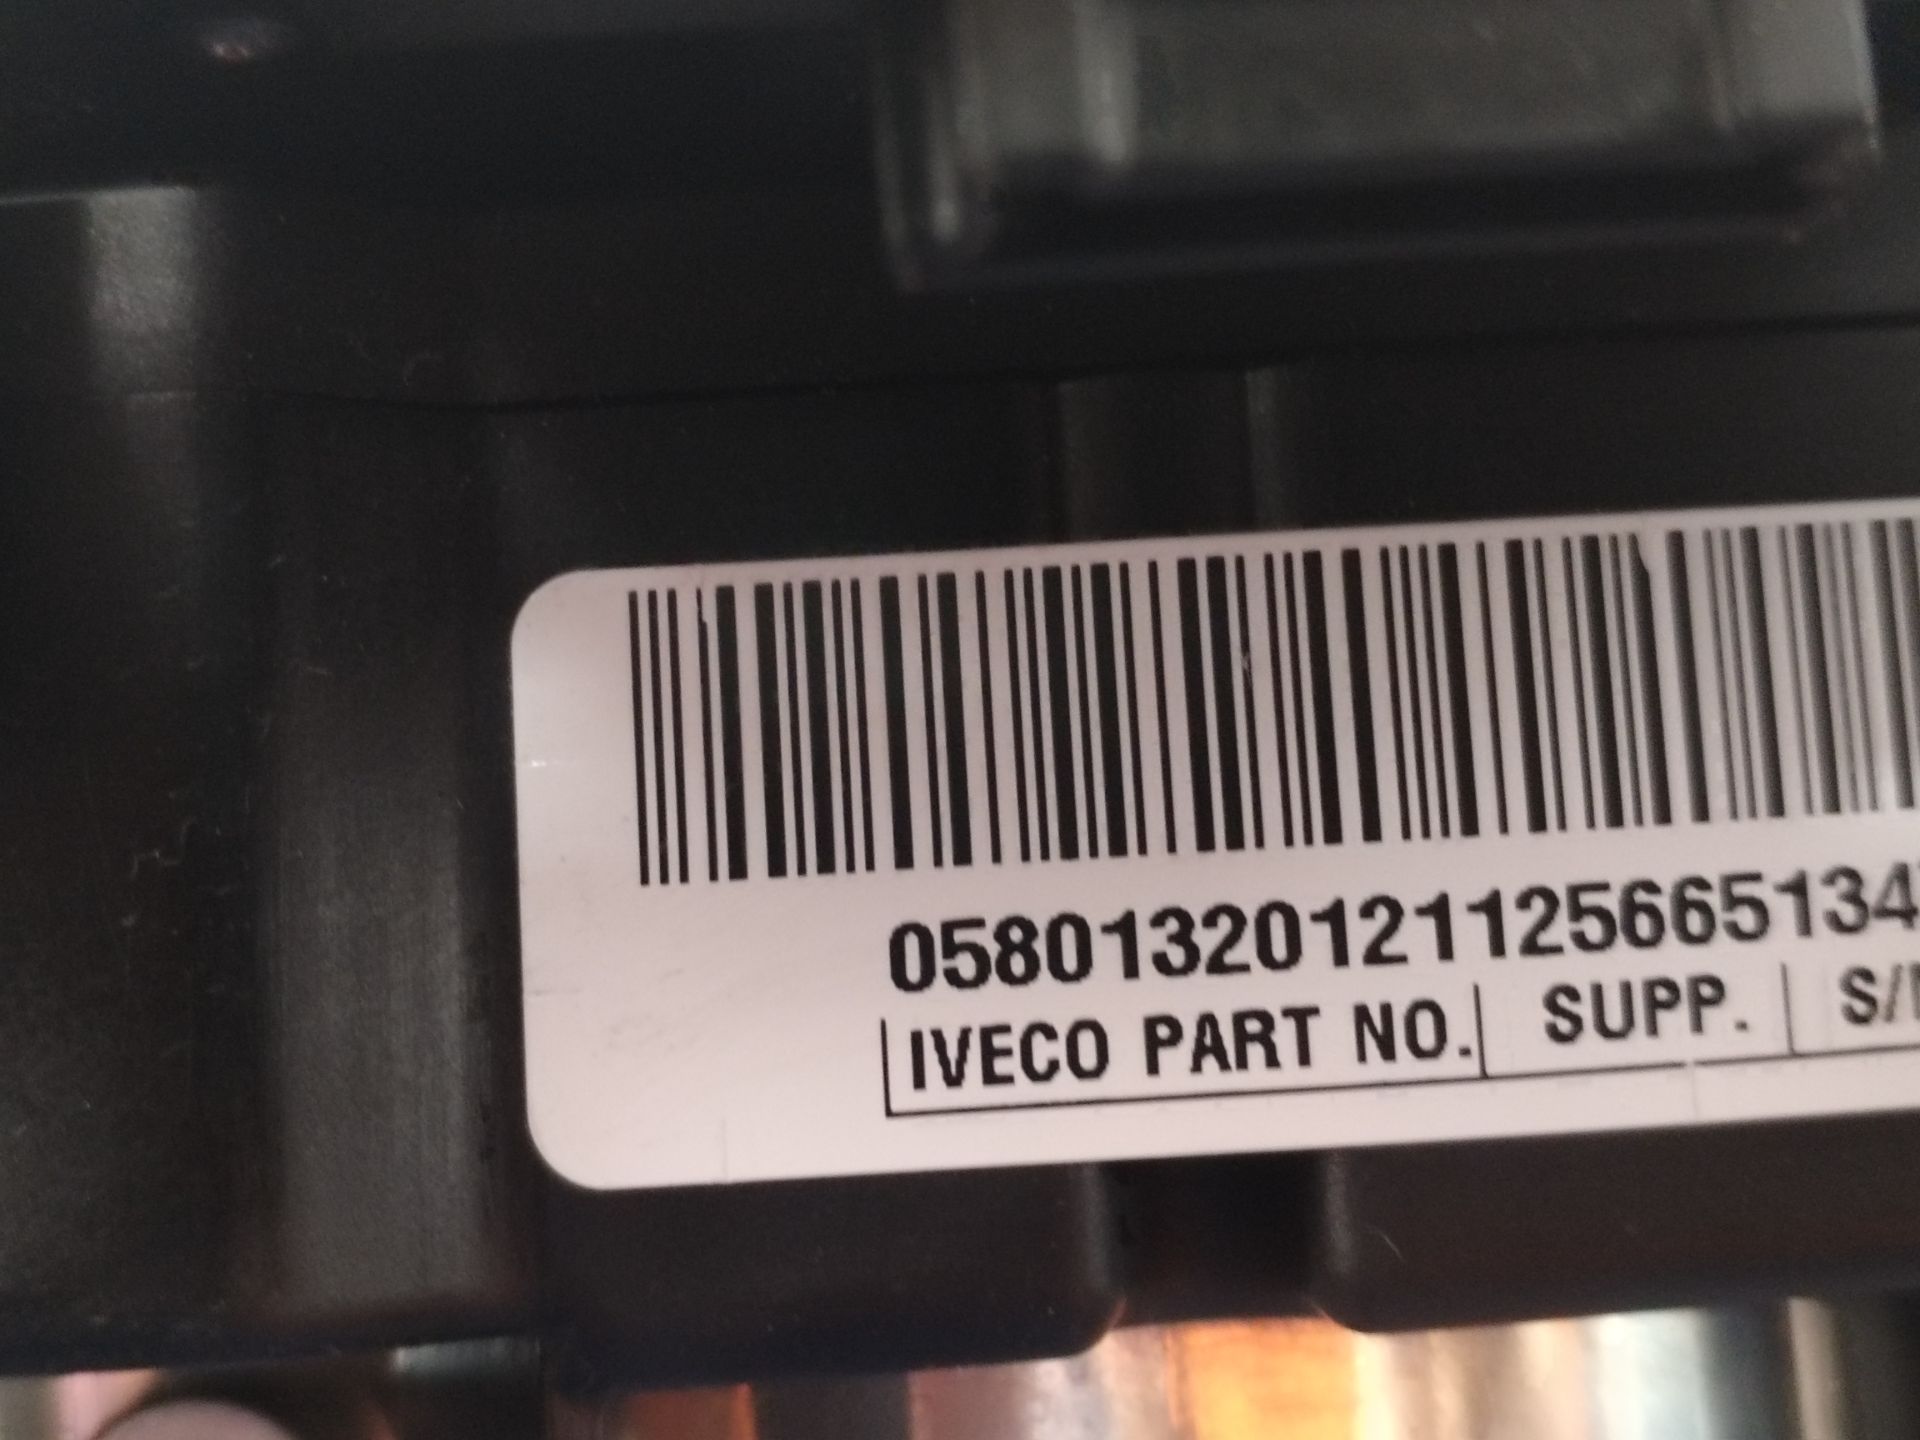 058013201211256651347
IVECO PART NO. SUPP. S/N